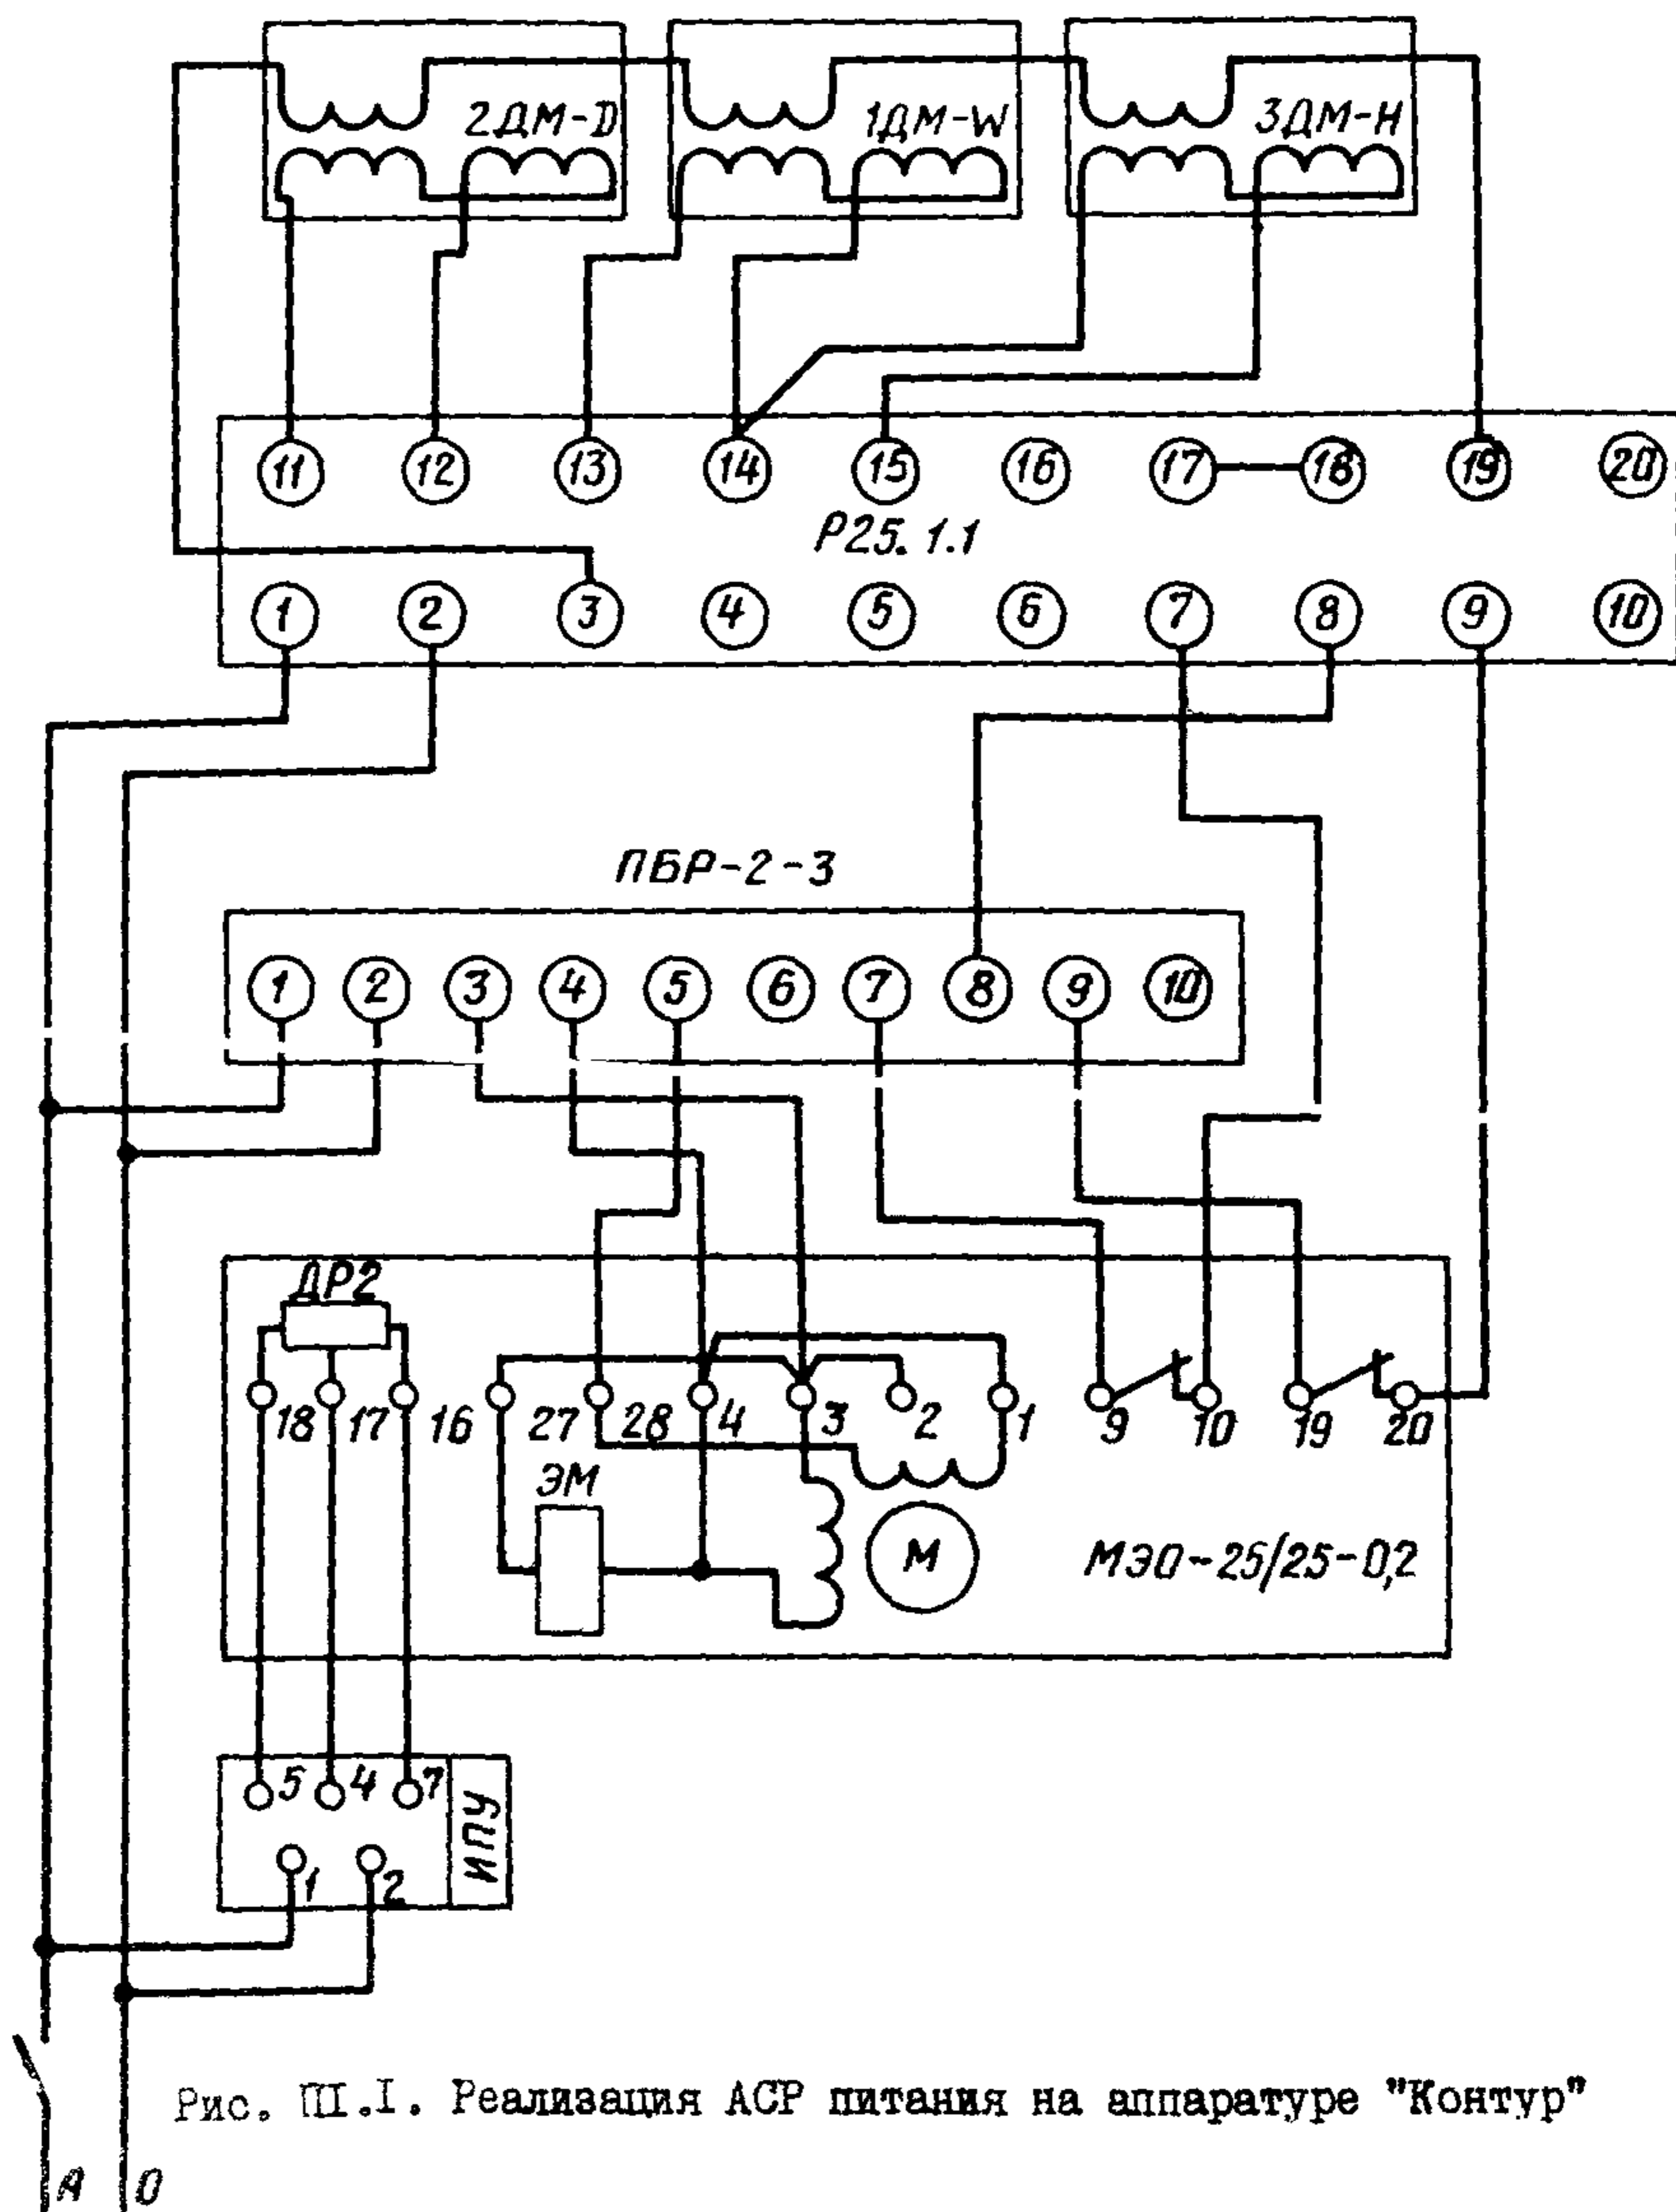 2ДМ-D 1ДМ-W 3ДМ-H
11 12 13 14 15 16 17 18 19 20
Р25.1.1
1 2 3 4 5 6 7 8 9 10
ПБР-2-3
1 2 3 4 5 6 7 8 9 10
ДР2
18 17 16 27 28 4 3 2 1 9 10 19 20
ЭМ
М
МЭО-25/25-0,2
5 4 7
ИПУ
1 2
Рис. III.I. Реализация АСР питания на аппаратуре "Контур"
А 0